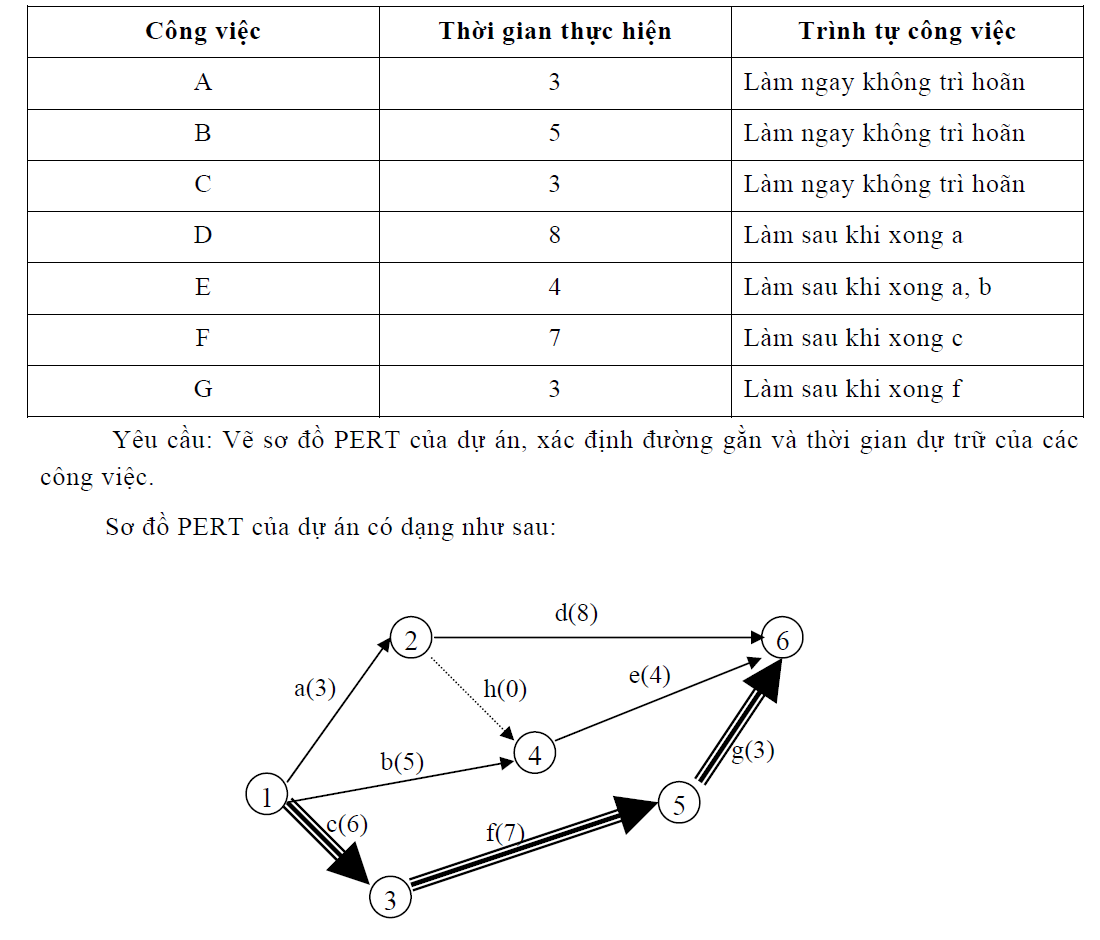 Công việc Thời gian thực hiện Trình tự công việc
A 3 Làm ngay không trì hoãn
B 5 Làm ngay không trì hoãn
C 3 Làm ngay không trì hoãn
D 8 Làm sau khi xong a
E 4 Làm sau khi xong a, b
F 7 Làm sau khi xong c
G 3 Làm sau khi xong f
Yêu cầu: Vẽ sơ đồ PERT của dự án, xác định đường gằn và thời gian dự trữ của các
công việc.
Sơ đồ PERT của dự án có dạng như sau:
d(8)
2
6
a(3)
h(0)
e(4)
b(5)
4
g(3)
1
c(6)
f(7)
5
3